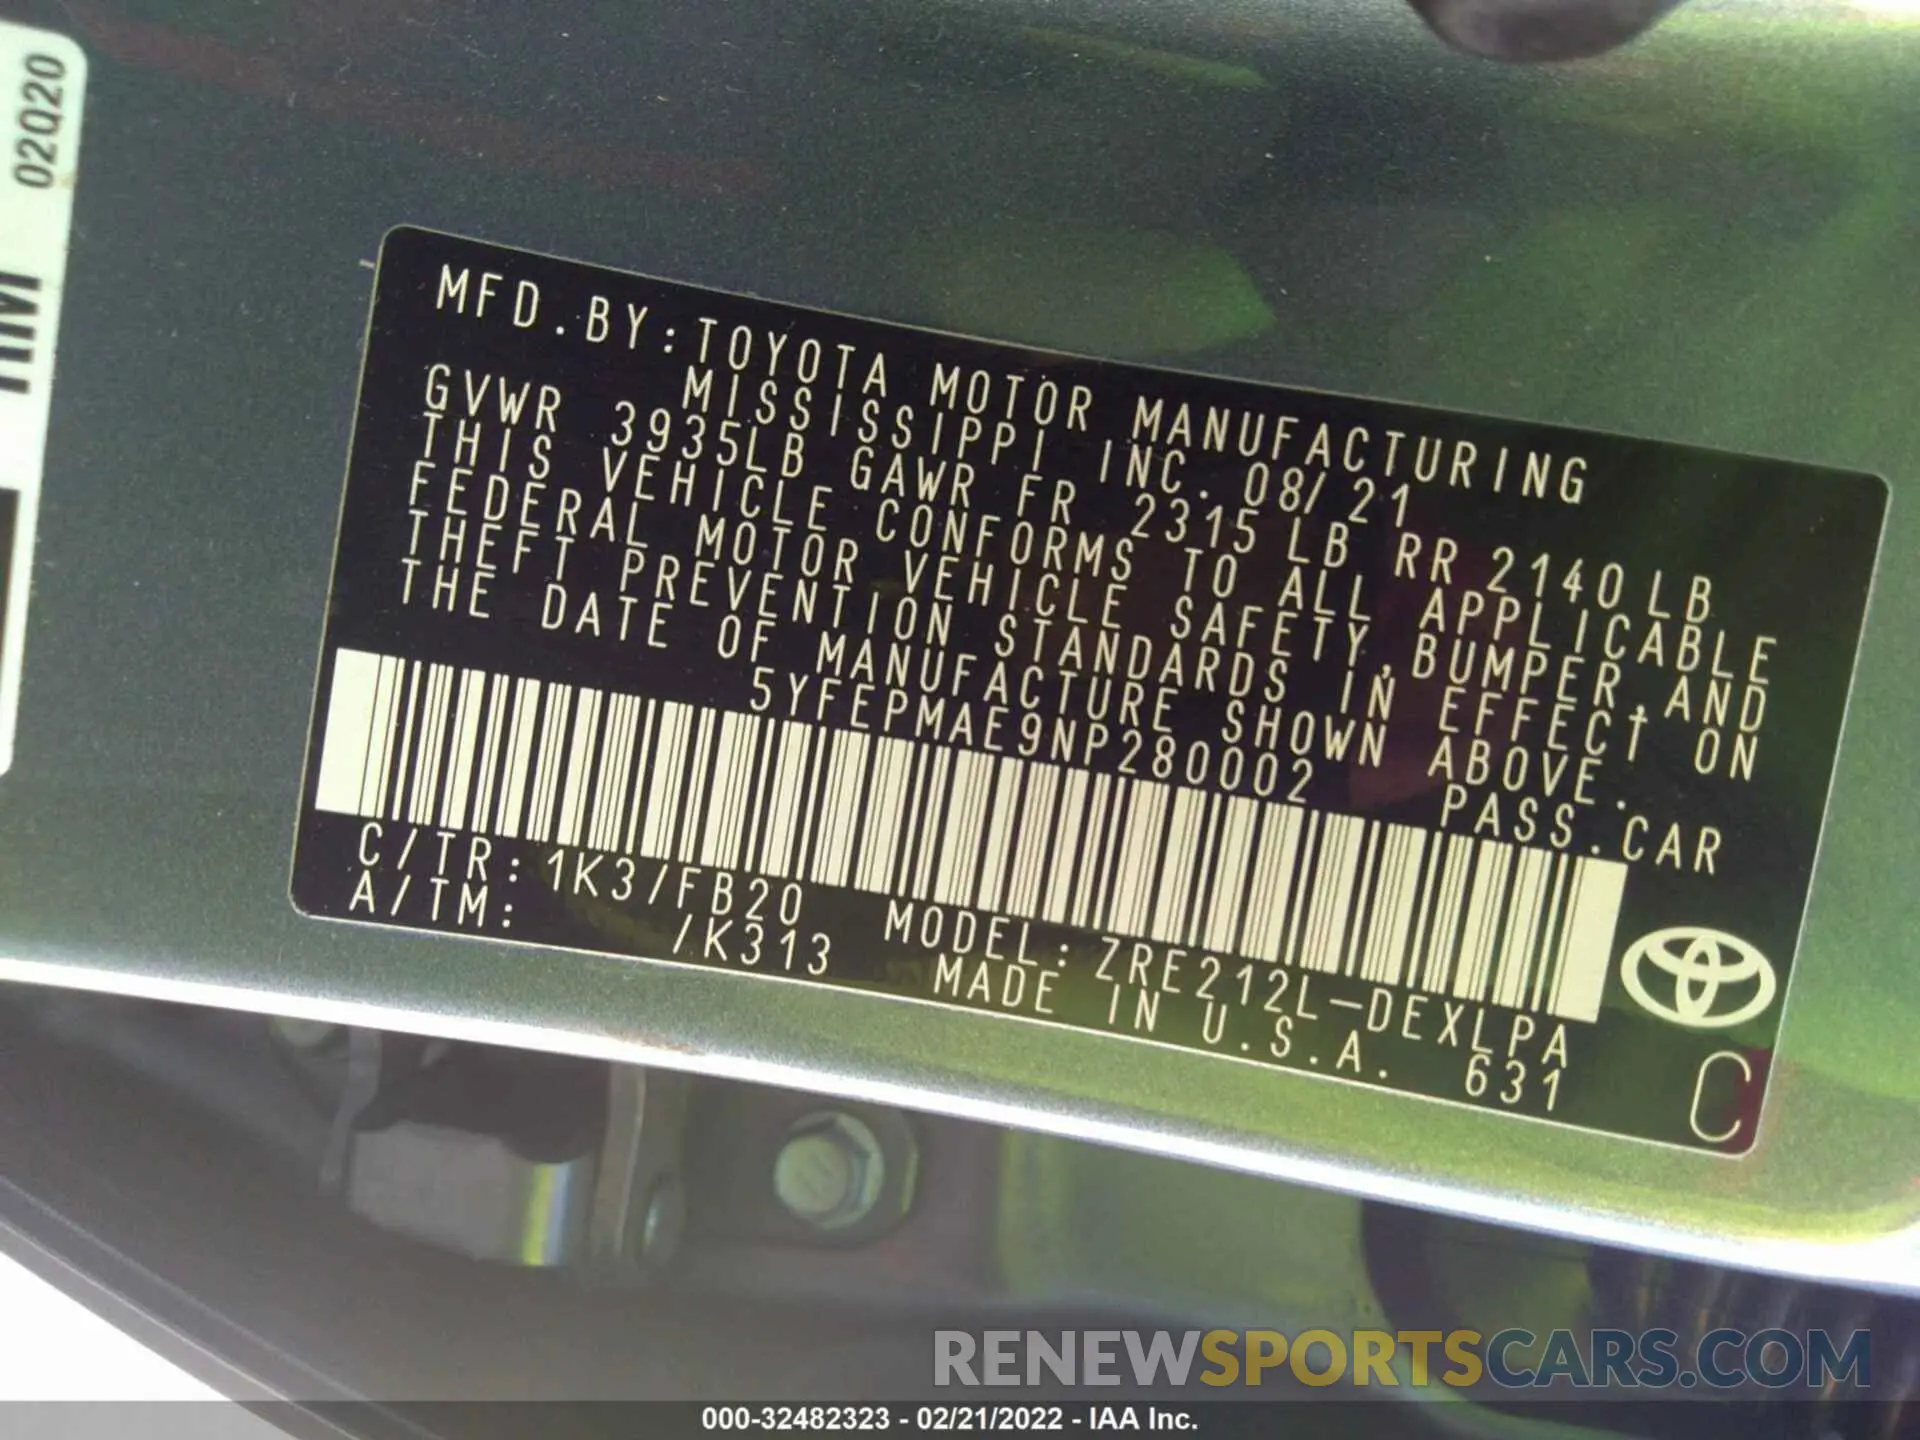 02Q20
MFD.BY:TOYOTA MOTOR MANUFACTURING
MISSISSIPPI INC. 08/21
GVWR 3935LB GAWR FR 2315LB RR 2140LB
THIS VEHICLE CONFORMS TO ALL APPLICABLE
FEDERAL MOTOR VEHICLE SAFETY,BUMPER,AND
THEFT PREVENTION STANDARDS IN EFFECT ON
THE DATE OF MANUFACTURE SHOWN ABOVE.
5YFEPMAE9NP280002 PASS.CAR
C/TR:1K3/FB20 MODEL:ZRE212L-DEXLPA
A/TM: /K313 MADE IN U.S.A. 631
C
RENEWSPORTSCARS.COM
000-32482323 - 02/21/2022 - IAA Inc.